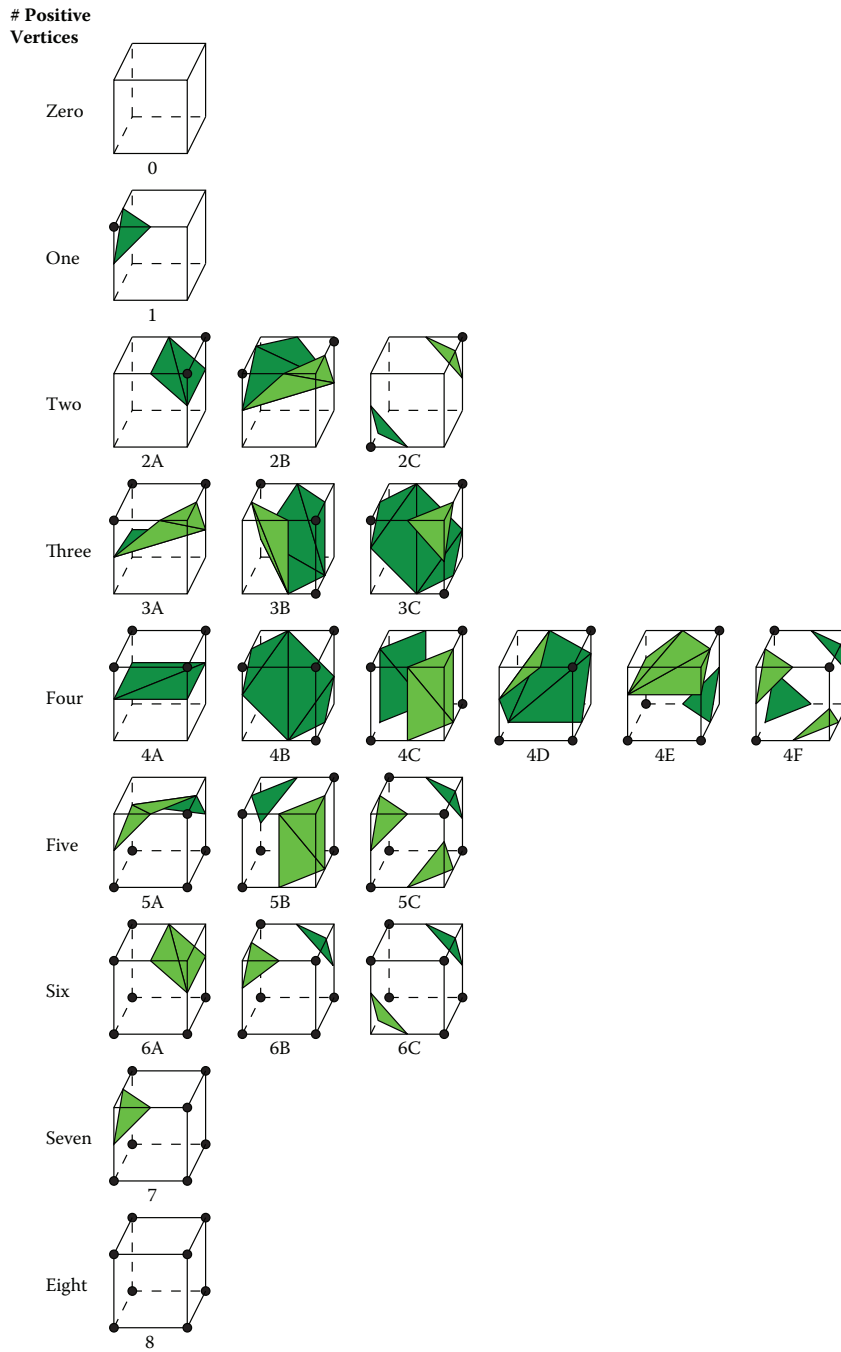 # Positive
Vertices
Zero
0
One
1
Two
2A 2B 2C
Three
3A 3B 3C
Four
4A 4B 4C 4D 4E 4F
Five
5A 5B 5C
Six
6A 6B 6C
Seven
7
Eight
8